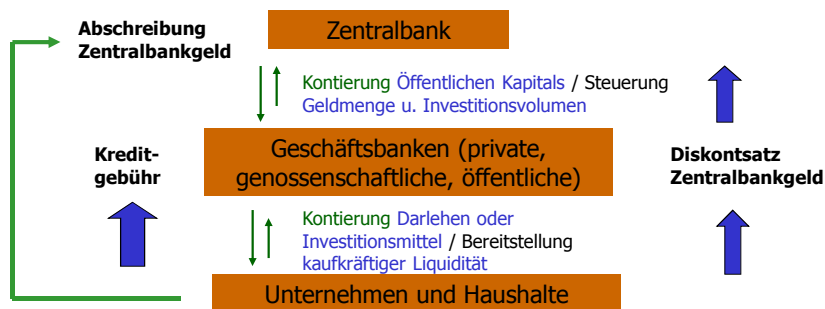 Abschreibung
Zentralbankgeld
Zentralbank
Kontierung Öffentlichen Kapitals / Steuerung
Geldmenge u. Investitionsvolumen
Kredit-
gebühr
Geschäftsbanken (private,
genossenschaftliche, öffentliche)
Diskontsatz
Zentralbankgeld
Kontierung Darlehen oder
Investitionsmittel / Bereitstellung
kaufkräftiger Liquidität
Unternehmen und Haushalte